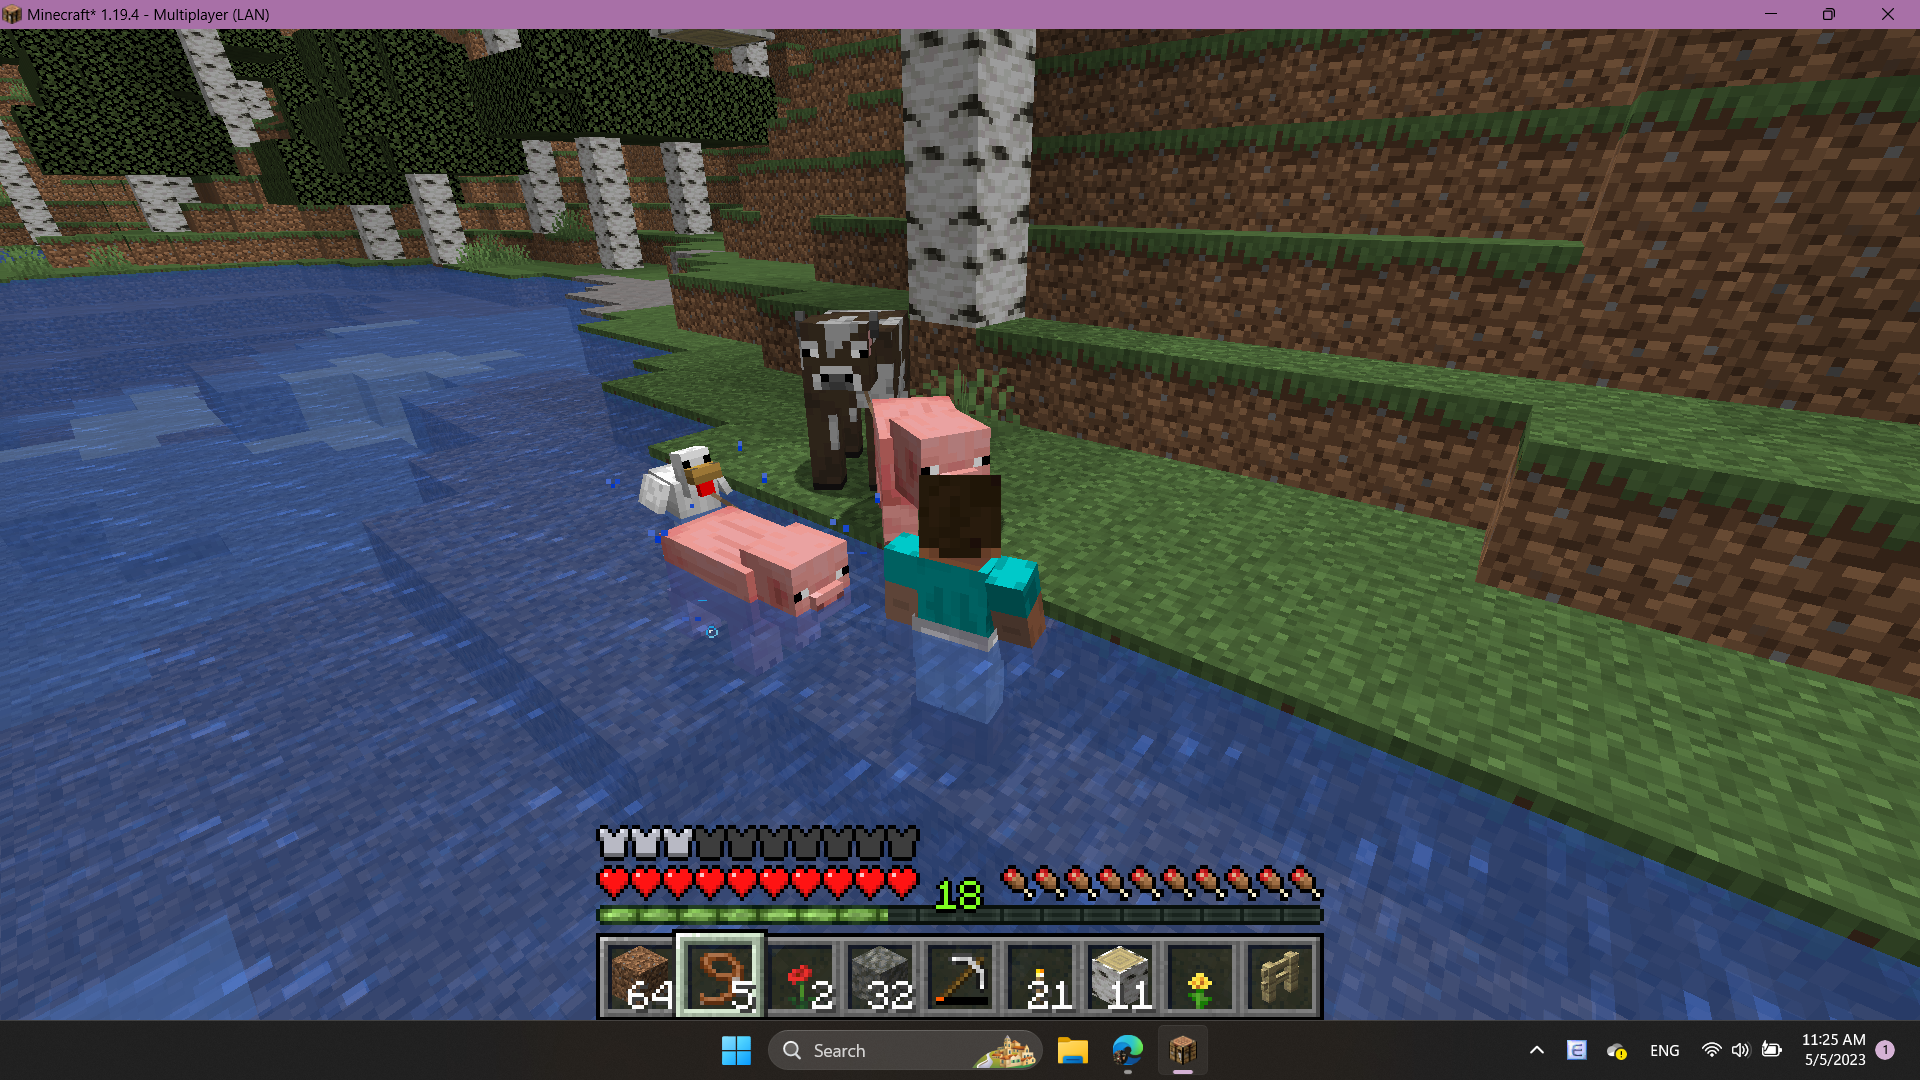 Minecraft* 1.19.4 - Multiplayer (LAN)
18
64
5
2
32
21
11
Search
ENG
11:25 AM
5/5/2023
1